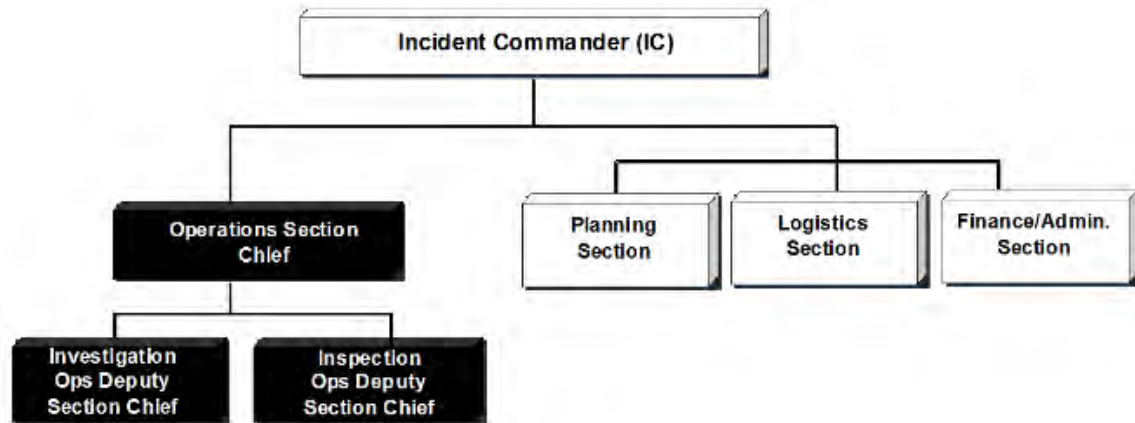 Incident Commander (IC)
Operations Section
Chief
Planning
Section
Logistics
Section
Finance/Admin.
Section
Investigation
Ops Deputy
Section Chief
Inspection
Ops Deputy
Section Chief